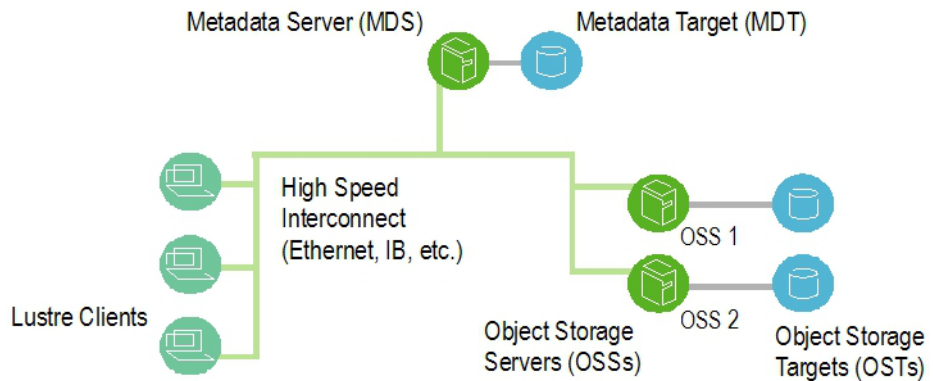 Metadata Server (MDS)
Metadata Target (MDT)
High Speed
Interconnect
(Ethernet, IB, etc.)
OSS 1
Lustre Clients
OSS 2
Object Storage
Servers (OSSs)
Object Storage
Targets (OSTs)